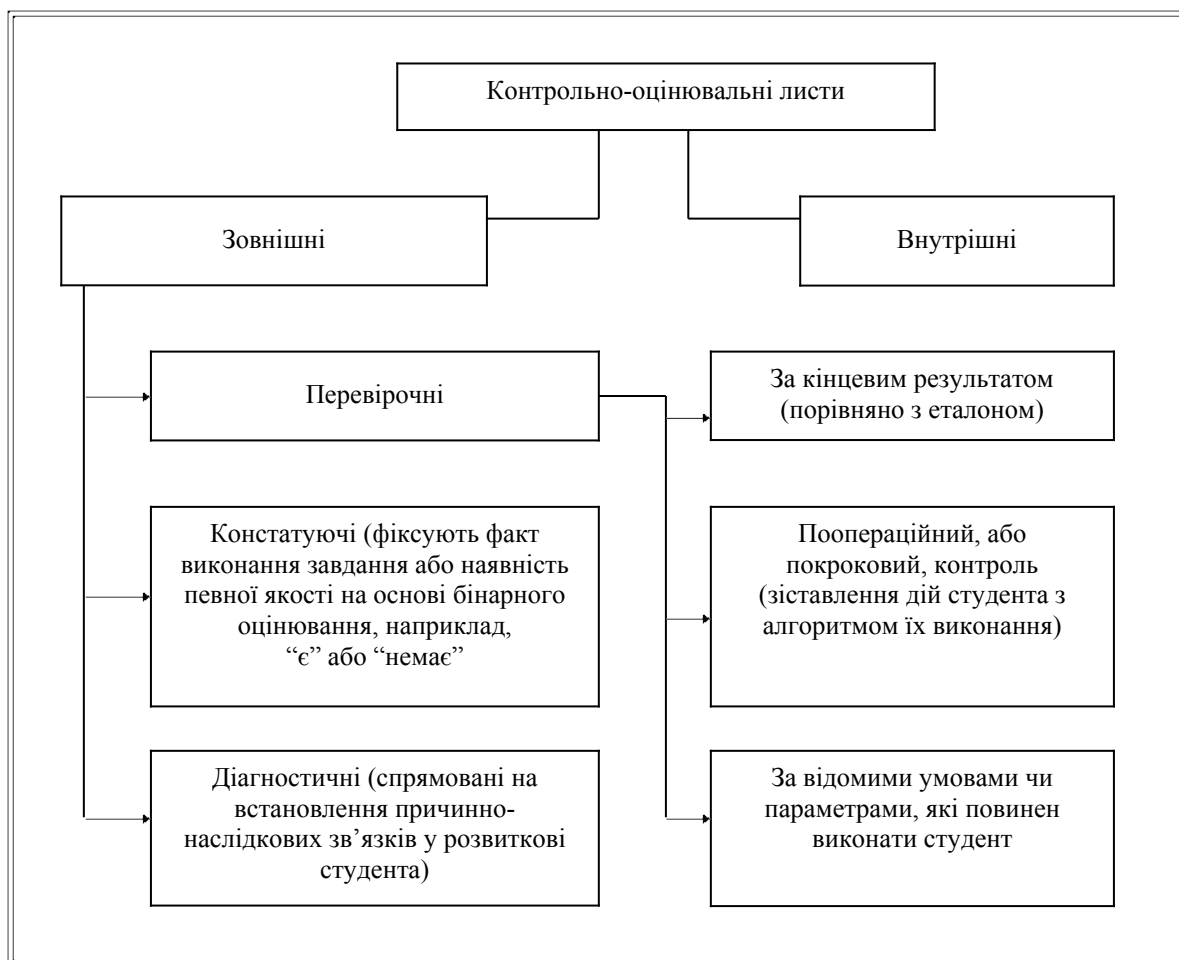 Контрольно-оцінювальні листи
Зовнішні
Внутрішні
Перевірочні
За кінцевим результатом
(порівняно з еталоном)
Констатуючі (фіксують факт
виконання завдання або наявність
певної якості на основі бінарного
оцінювання, наприклад,
“є” або “немає”
Поопераційний, або
покроковий, контроль
(зіставлення дій студента з
алгоритмом їх виконання)
Діагностичні (спрямовані на
встановлення причинно-
наслідкових зв’язків у розвиткові
студента)
За відомими умовами чи
параметрами, які повинен
виконати студент